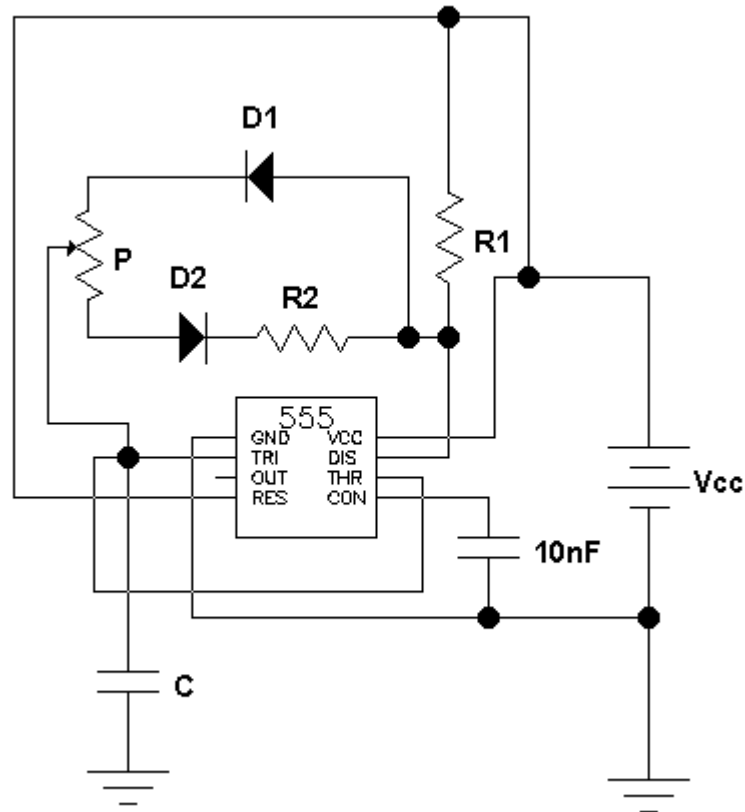 D1
R1
P
D2
R2
555
GND VCC
TRI DIS
OUT THR
RES CON
Vcc
10nF
C